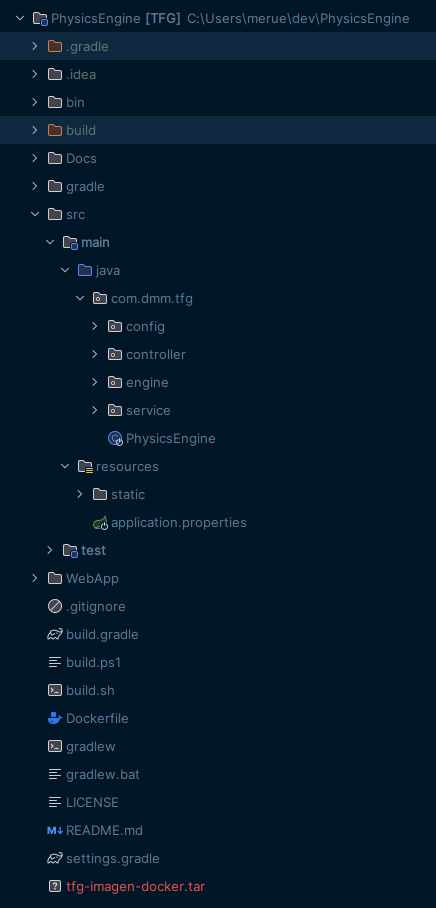 PhysicsEngine [TFG] C:\Users\merue\dev\PhysicsEngine
.gradle
.idea
bin
build
Docs
gradle
src
main
java
com.dmm.tfg
config
controller
engine
service
PhysicsEngine
resources
static
application.properties
test
WebApp
.gitignore
build.gradle
build.ps1
build.sh
Dockerfile
gradlew
gradlew.bat
LICENSE
README.md
settings.gradle
tfg-imagen-docker.tar